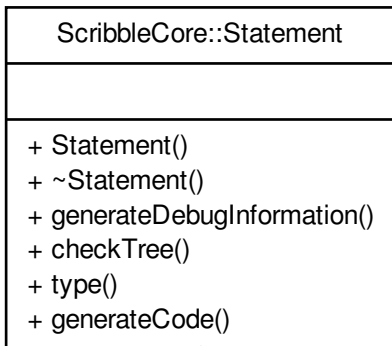 ScribbleCore::Statement
+ Statement()
+ ~Statement()
+ generateDebugInformation()
+ checkTree()
+ type()
+ generateCode()